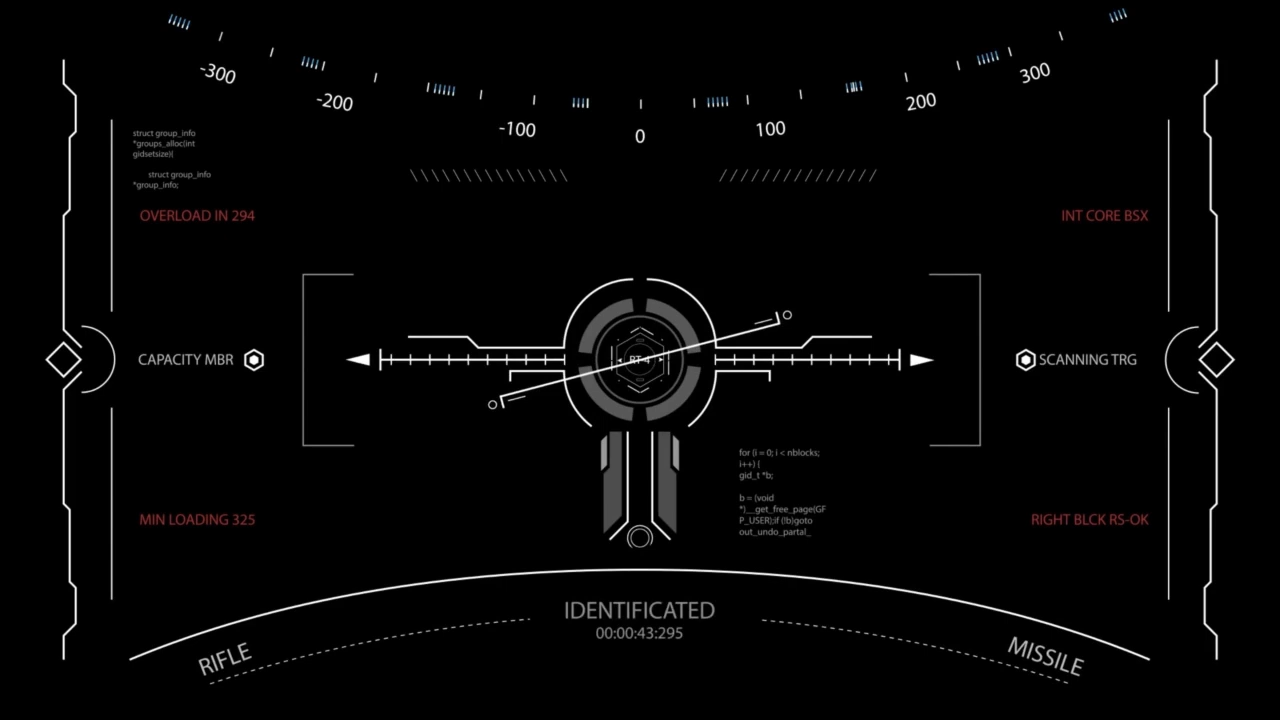 -300
-200
-100
0
100
200
300
struct group_info
*groups_alloc(int
gidsetsize){
struct group_info
*group_info;
OVERLOAD IN 294
INT CORE BSX
CAPACITY MBR
RT-4
SCANNING TRG
for (i = 0; i < nblocks;
i++) {
gid_t *b;
b = (void
*)__get_free_page(GF
P_USER);if (!b)goto
out_undo_partal_
MIN LOADING 325
RIGHT BLCK RS-OK
IDENTIFICATED
00:00:43:295
RIFLE
MISSILE